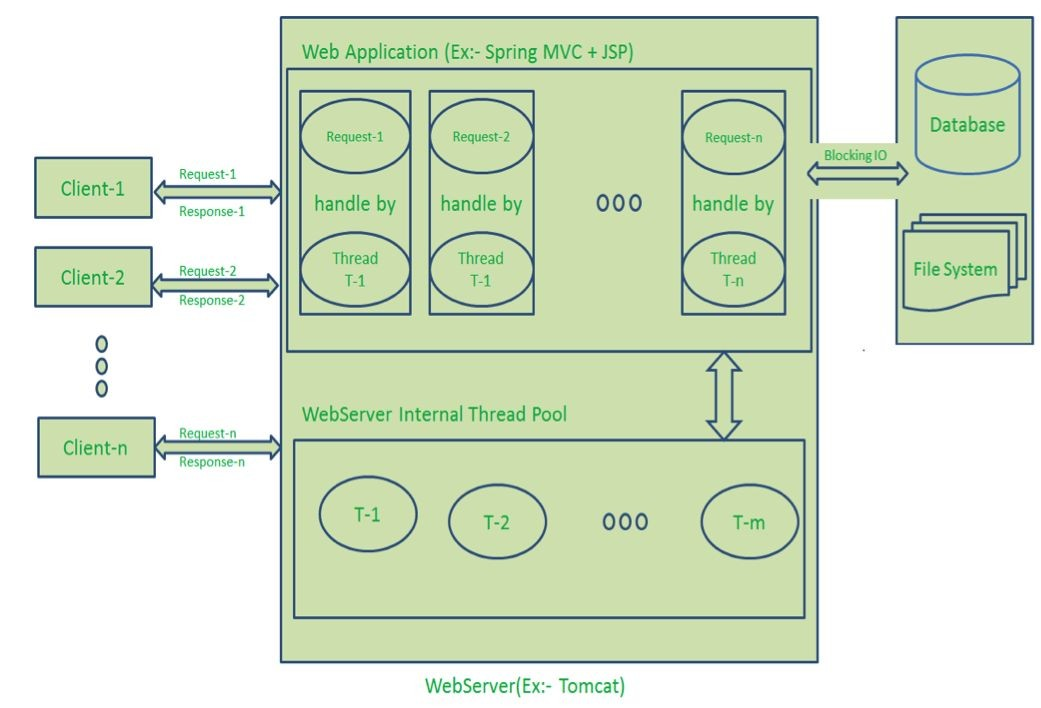 Web Application (Ex:- Spring MVC + JSP)
Request-1
Request-2
Request-n
handle by
handle by
handle by
Thread
T-1
Thread
T-1
Thread
T-n
Client-1
Request-1
Response-1
Client-2
Request-2
Response-2
Client-n
Request-n
Response-n
Blocking IO
Database
File System
WebServer Internal Thread Pool
T-1
T-2
T-m
WebServer(Ex:- Tomcat)